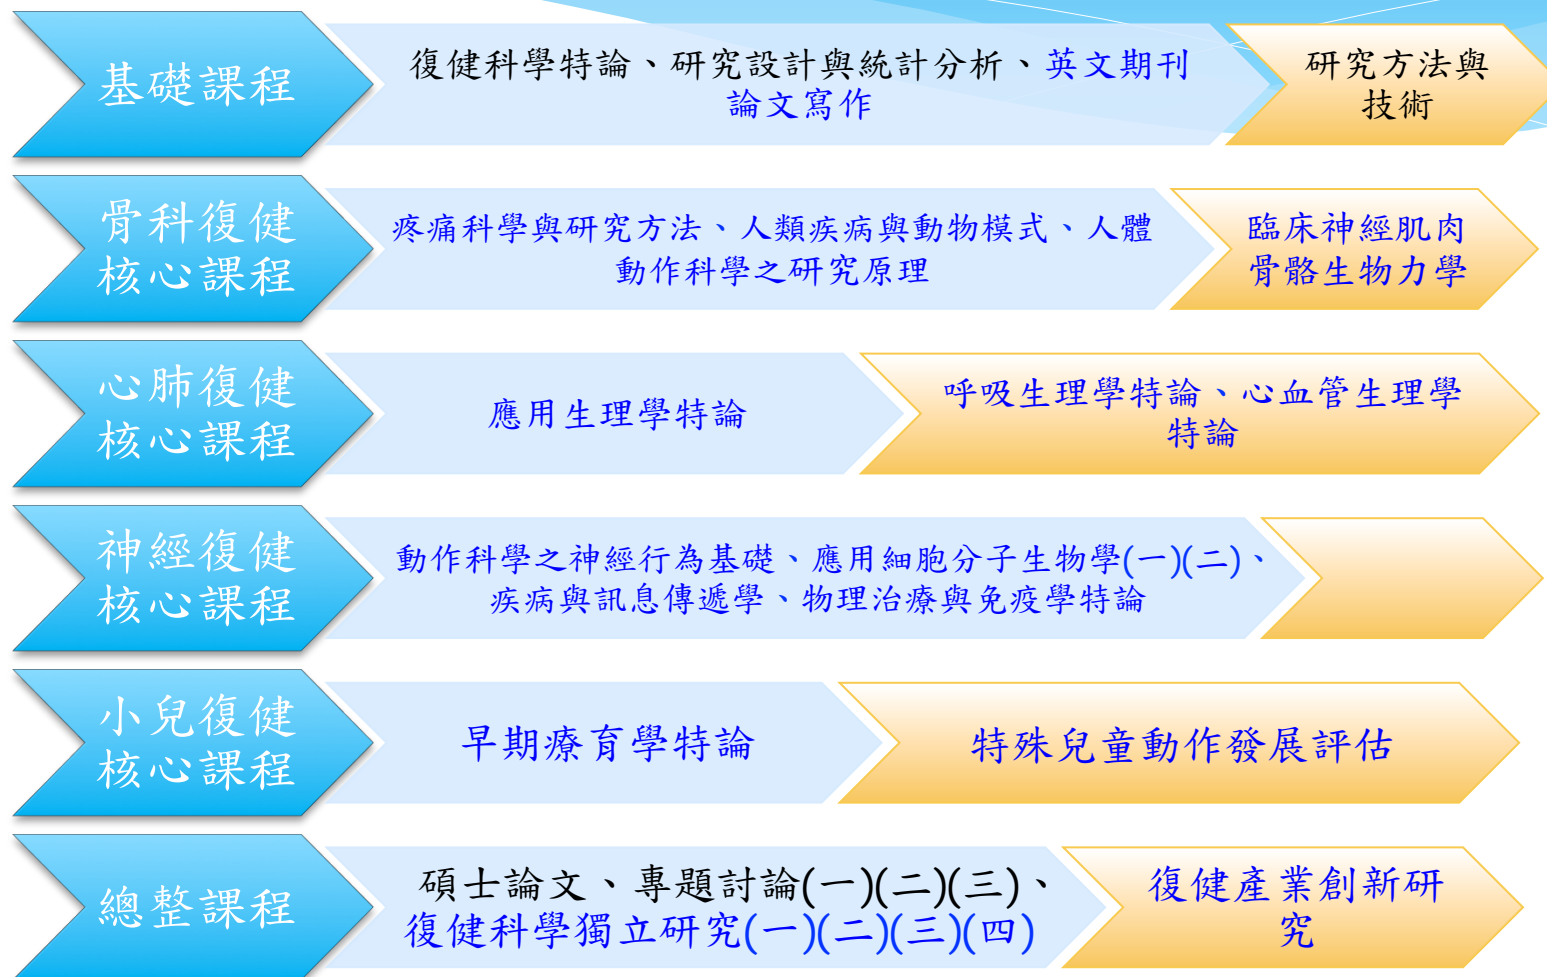 基礎課程
復健科學特論、研究設計與統計分析、英文期刊
論文寫作
研究方法與
技術
骨科復健
核心課程
疼痛科學與研究方法、人類疾病與動物模式、人體
動作科學之研究原理
臨床神經肌肉
骨骼生物力學
心肺復健
核心課程
應用生理學特論
呼吸生理學特論、心血管生理學
特論
神經復健
核心課程
動作科學之神經行為基礎、應用細胞分子生物學(一)(二)、
疾病與訊息傳遞學、物理治療與免疫學特論
小兒復健
核心課程
早期療育學特論
特殊兒童動作發展評估
總整課程
碩士論文、專題討論(一)(二)(三)、
復健科學獨立研究(一)(二)(三)(四)
復健產業創新研
究